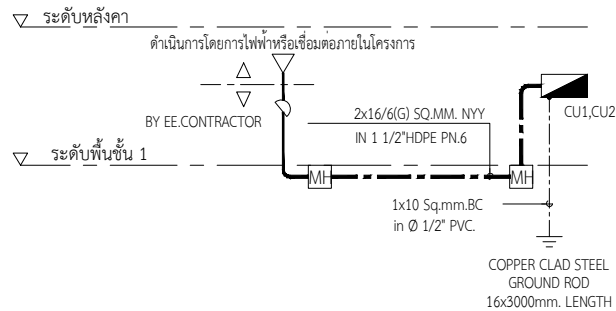 ระดับหลังคา
ดำเนินการโดยการไฟฟ้าหรือเชื่อมต่อภายในโครงการ
BY EE.CONTRACTOR
2x16/6(G) SQ.MM. NYY
IN 1 1/2"HDPE PN.6
CU1,CU2
ระดับพื้นชั้น 1
MH
MH
1x10 Sq.mm.BC
in Ø 1/2" PVC.
COPPER CLAD STEEL
GROUND ROD
16x3000mm. LENGTH